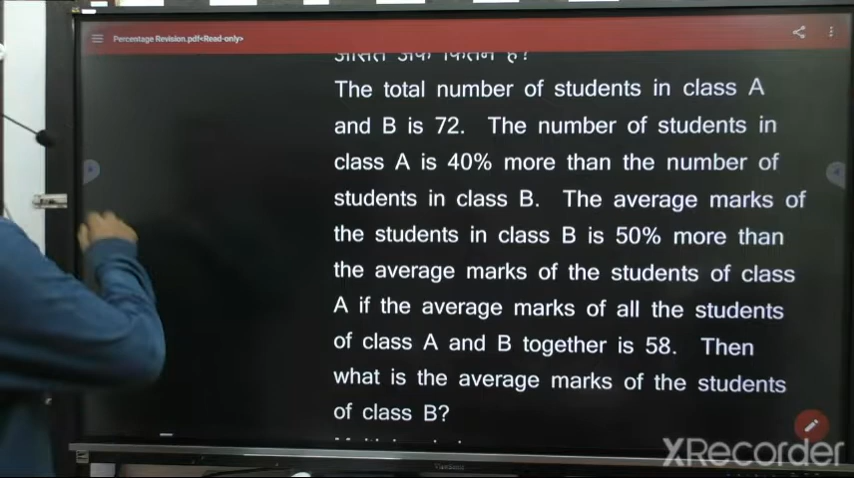 Percentage Revision.pdf<Read-only>
The total number of students in class A
and B is 72. The number of students in
class A is 40% more than the number of
students in class B. The average marks of
the students in class B is 50% more than
the average marks of the students of class
A if the average marks of all the students
of class A and B together is 58. Then
what is the average marks of the students
of class B?
XRecorder